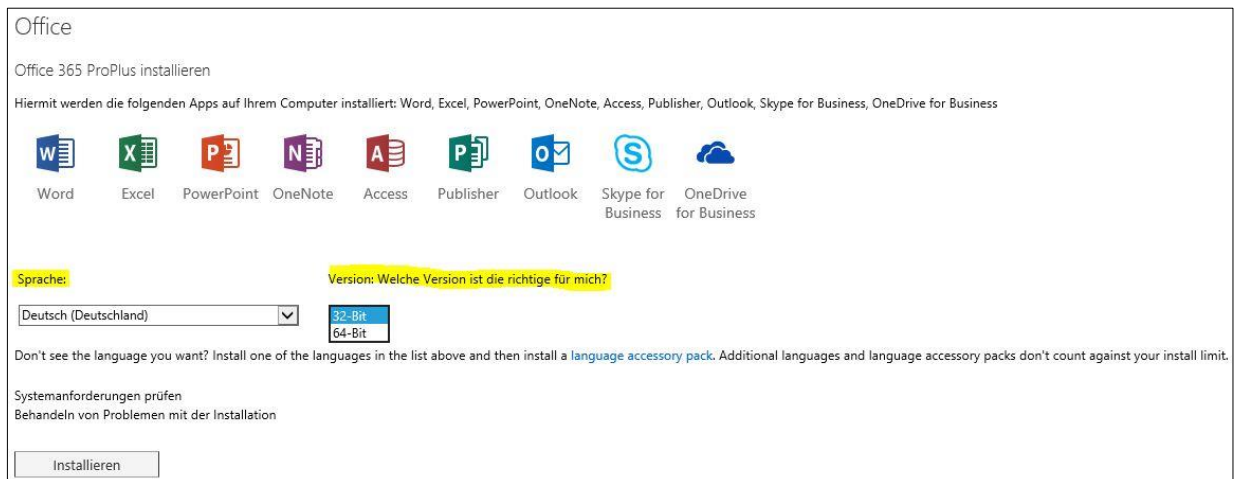 Office
Office 365 ProPlus installieren
Hiermit werden die folgenden Apps auf Ihrem Computer installiert: Word, Excel, PowerPoint, OneNote, Access, Publisher, Outlook, Skype for Business, OneDrive for Business
W X P N A P O S
Word Excel PowerPoint OneNote Access Publisher Outlook Skype for Business OneDrive for Business
Sprache: Version: Welche Version ist die richtige für mich?
Deutsch (Deutschland) 32-Bit
64-Bit
Don't see the language you want? Install one of the languages in the list above and then install a language accessory pack. Additional languages and language accessory packs don't count against your install limit.
Systemanforderungen prüfen
Behandeln von Problemen mit der Installation
Installieren